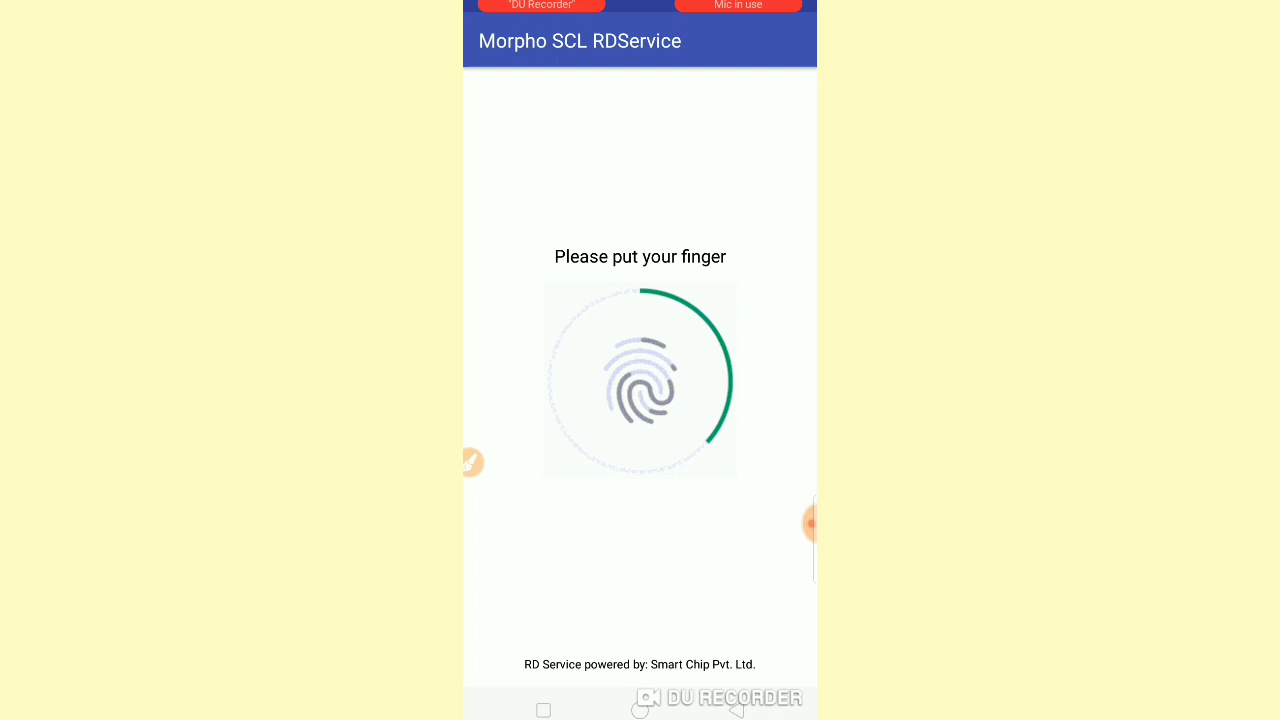 "DU Recorder"
Mic in use
Morpho SCL RDService
Please put your finger
RD Service powered by: Smart Chip Pvt. Ltd.
DU RECORDER